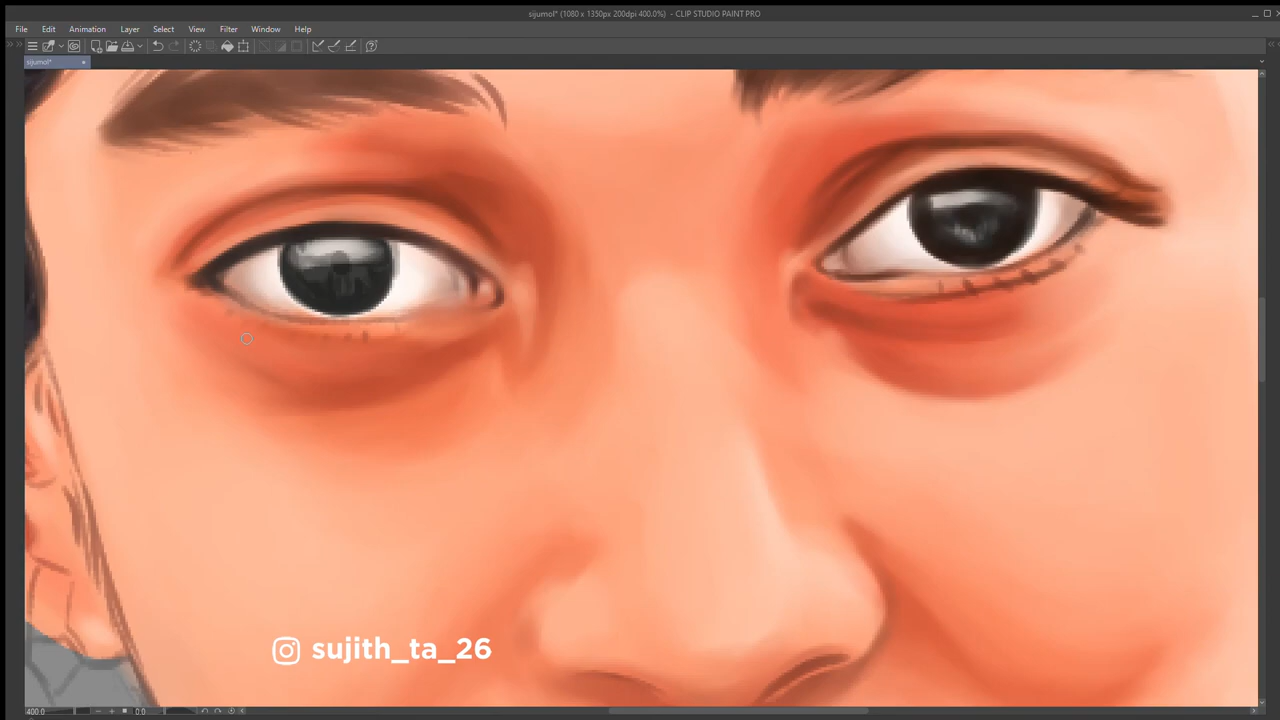 sijumol* (1080 x 1350px 200dpi 400.0%) - CLIP STUDIO PAINT PRO
File Edit Animation Layer Select View Filter Window Help
sijumol*
sujith_ta_26
400.0 0.0